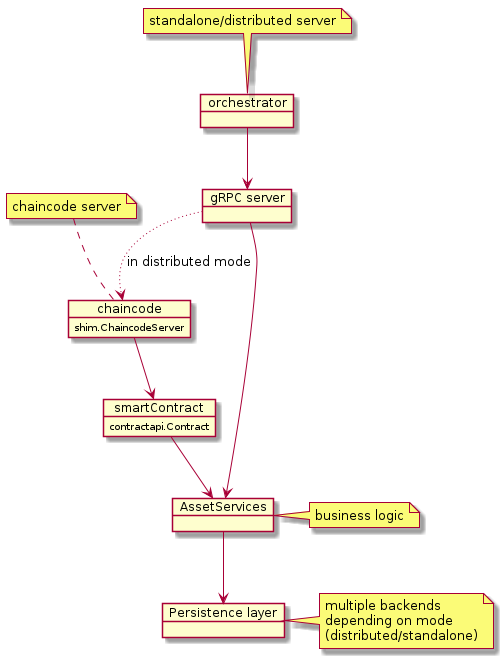 standalone/distributed server
orchestrator
gRPC server
chaincode server
in distributed mode
chaincode
shim.ChaincodeServer
smartContract
contractapi.Contract
AssetServices
business logic
Persistence layer
multiple backends
depending on mode
(distributed/standalone)